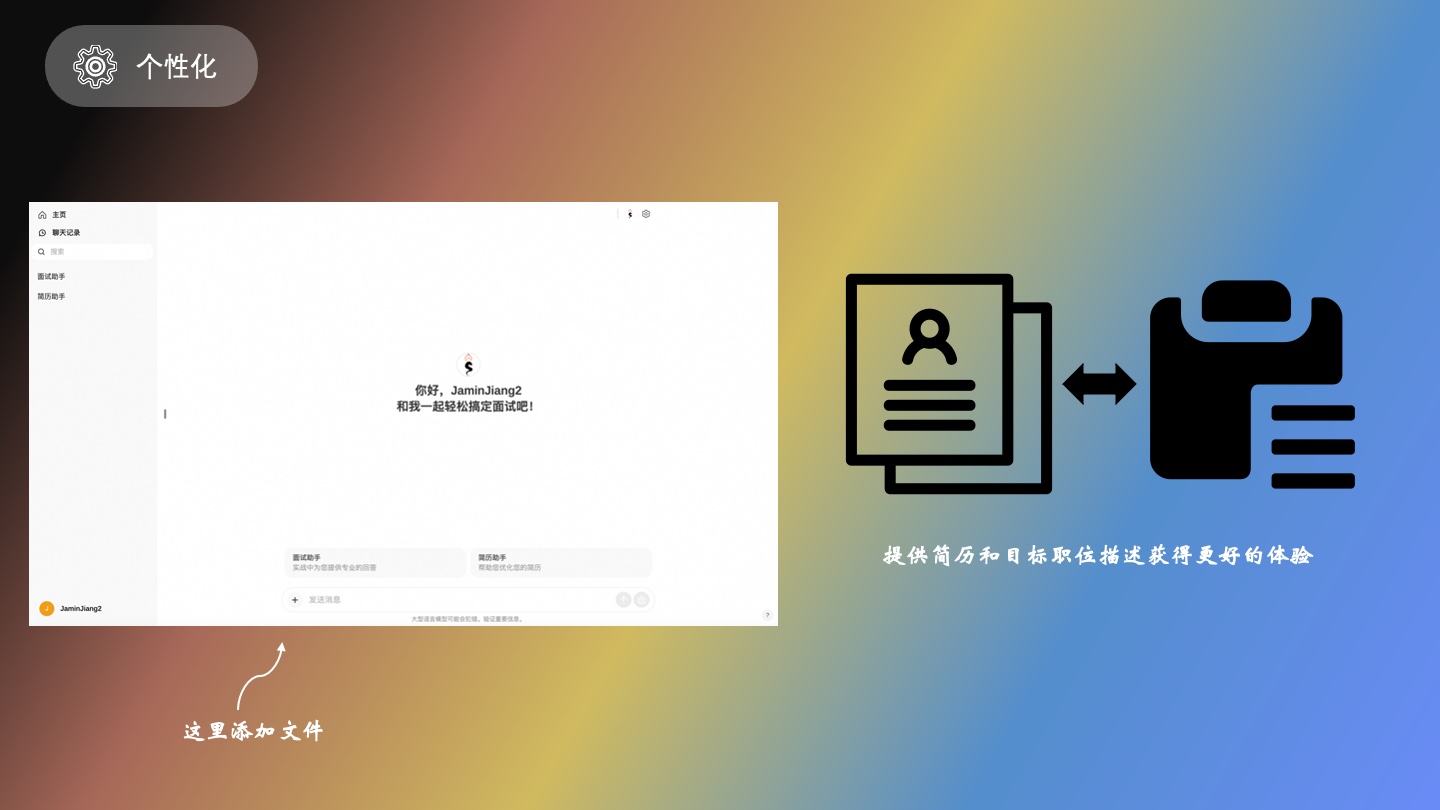 个性化
主页
聊天记录
搜索
面试助手
简历助手
你好，JaminJiang2
和我一起轻松搞定面试吧！
面试助手
实战中为您提供专业的回答
简历助手
帮助您优化您的简历
发送消息
大型语言模型可能会犯错。验证重要信息。
J
JaminJiang2
?
提供简历和目标职位描述获得更好的体验
这里添加文件